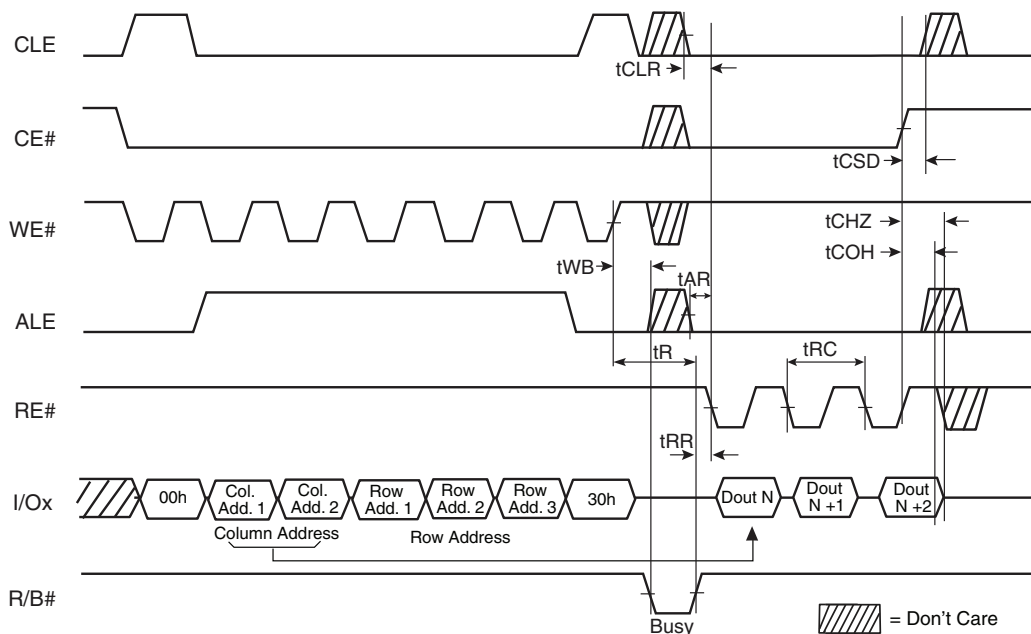 CLE
tCLR
CE#
tCSD
WE#
tCHZ
tCOH
tWB
tAR
ALE
tR
tRC
RE#
tRR
I/Ox
00h
Col.
Add. 1
Col.
Add. 2
Row
Add. 1
Row
Add. 2
Row
Add. 3
30h
Dout N
Dout
N +1
Dout
N +2
Column Address
Row Address
R/B#
Busy
= Don't Care